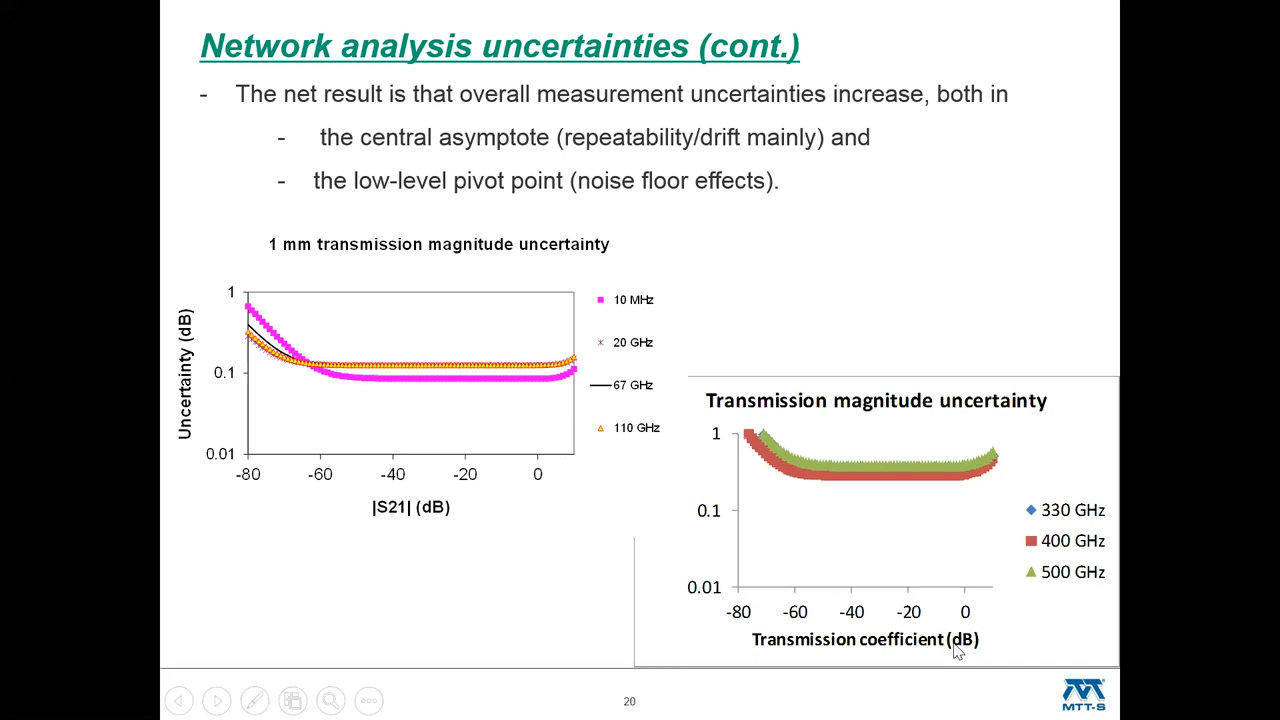 Network analysis uncertainties (cont.)
- The net result is that overall measurement uncertainties increase, both in
- the central asymptote (repeatability/drift mainly) and
- the low-level pivot point (noise floor effects).
1 mm transmission magnitude uncertainty
Uncertainty (dB)
1
0.1
0.01
-80 -60 -40 -20 0
|S21| (dB)
10 MHz
20 GHz
67 GHz
110 GHz
Transmission magnitude uncertainty
1
0.1
0.01
-80 -60 -40 -20 0
Transmission coefficient (dB)
330 GHz
400 GHz
500 GHz
20
MTT-S